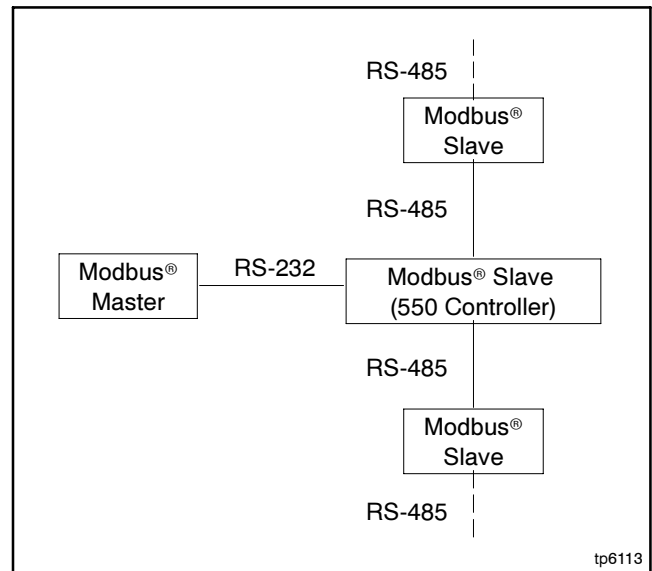 RS-485
Modbus®
Slave
RS-485
Modbus®
Master
RS-232
Modbus® Slave
(550 Controller)
RS-485
Modbus®
Slave
RS-485
tp6113